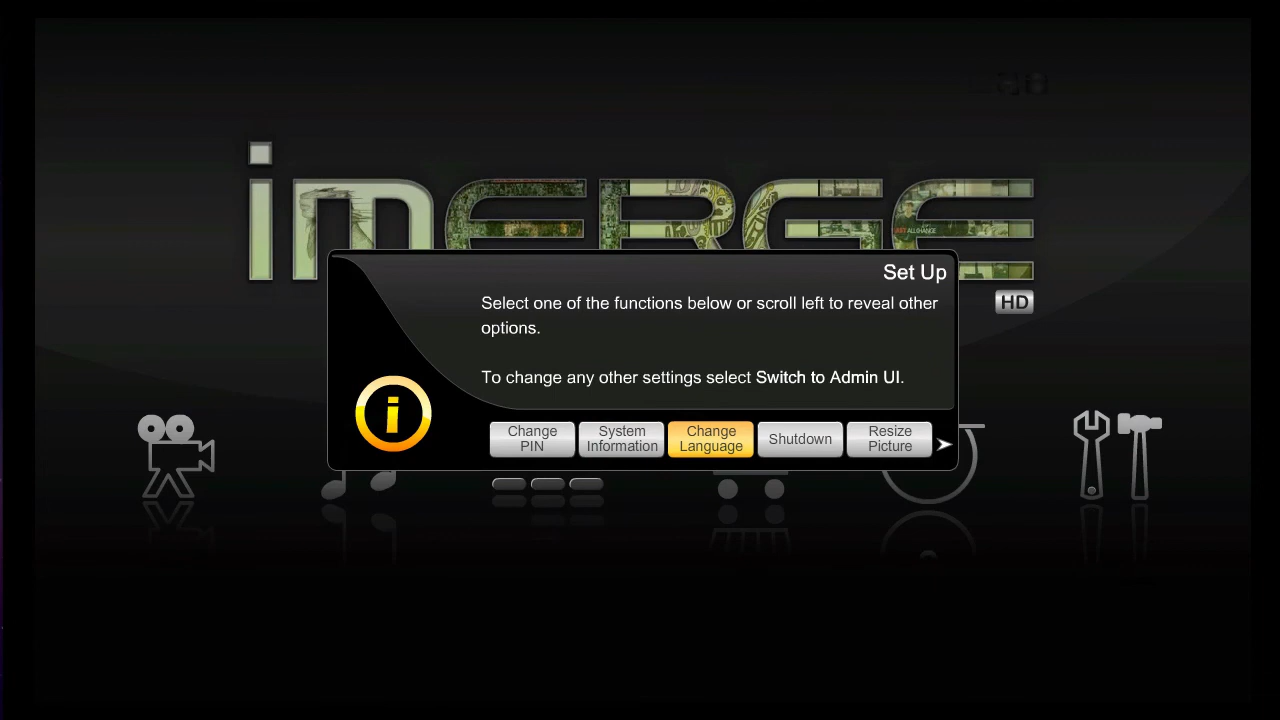 imerge
Set Up
HD
Select one of the functions below or scroll left to reveal other
options.
To change any other settings select Switch to Admin UI.
Change
PIN
System
Information
Change
Language
Shutdown
Resize
Picture